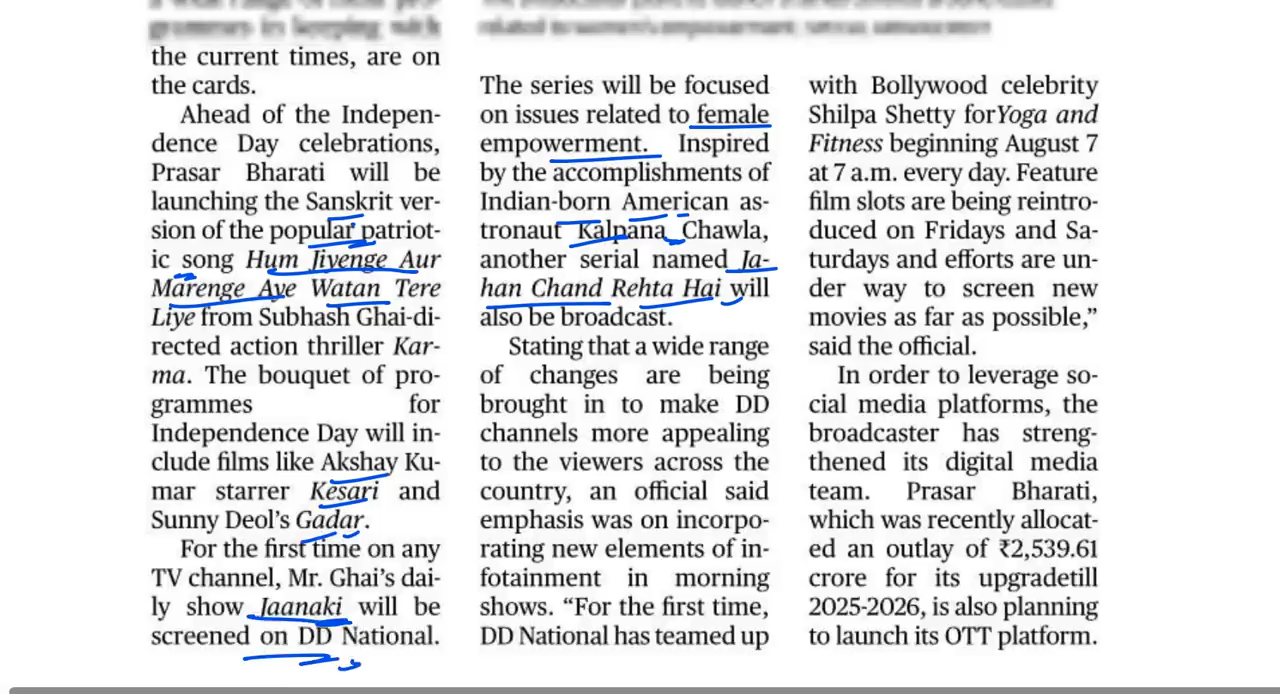 the current times, are on
the cards.
Ahead of the Indepen-
dence Day celebrations,
Prasar Bharati will be
launching the Sanskrit ver-
sion of the popular patriot-
ic song Hum Jiyenge Aur
Marenge Aye Watan Tere
Liye from Subhash Ghai-di-
rected action thriller Kar-
ma. The bouquet of pro-
grammes for
Independence Day will in-
clude films like Akshay Ku-
mar starrer Kesari and
Sunny Deol’s Gadar.
For the first time on any
TV channel, Mr. Ghai’s dai-
ly show Jaanaki will be
screened on DD National.
The series will be focused
on issues related to female
empowerment. Inspired
by the accomplishments of
Indian-born American as-
tronaut Kalpana Chawla,
another serial named Ja-
han Chand Rehta Hai will
also be broadcast.
Stating that a wide range
of changes are being
brought in to make DD
channels more appealing
to the viewers across the
country, an official said
emphasis was on incorpo-
rating new elements of in-
fotainment in morning
shows. “For the first time,
DD National has teamed up
with Bollywood celebrity
Shilpa Shetty forYoga and
Fitness beginning August 7
at 7 a.m. every day. Feature
film slots are being reintro-
duced on Fridays and Sa-
turdays and efforts are un-
der way to screen new
movies as far as possible,”
said the official.
In order to leverage so-
cial media platforms, the
broadcaster has streng-
thened its digital media
team. Prasar Bharati,
which was recently allocat-
ed an outlay of ₹2,539.61
crore for its upgradetill
2025-2026, is also planning
to launch its OTT platform.